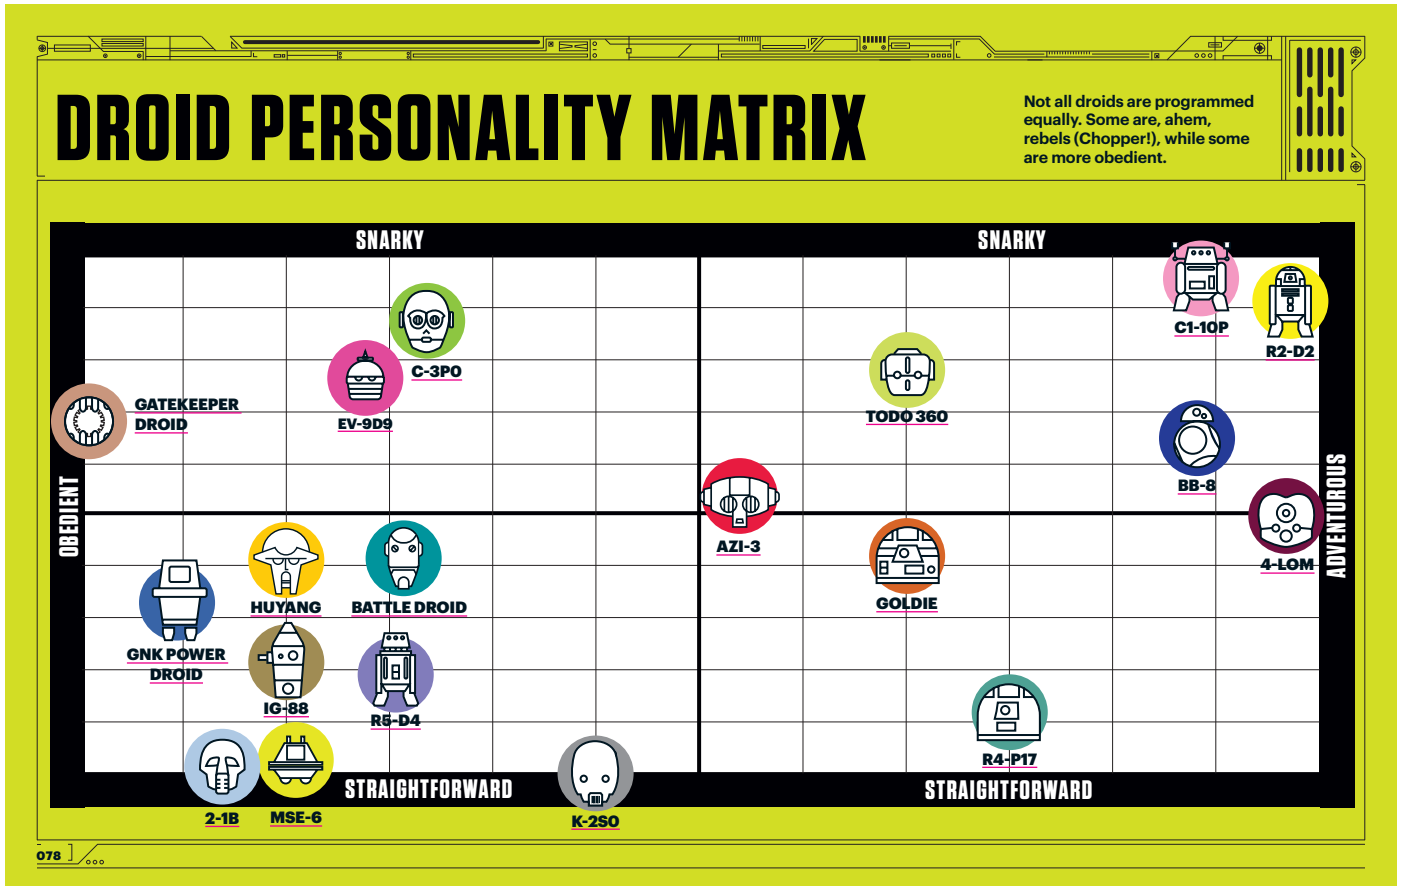 DROID PERSONALITY MATRIX
Not all droids are programmed
equally. Some are, ahem,
rebels (Chopper!), while some
are more obedient.
SNARKY
SNARKY
C1-10P
R2-D2
C-3PO
GATEKEEPER
DROID
EV-9D9
TODO 360
BB-8
OBEDIENT
ADVENTUROUS
AZI-3
4-LOM
HUYANG
BATTLE DROID
GOLDIE
GNK POWER
DROID
IG-88
R5-D4
R4-P17
STRAIGHTFORWARD
STRAIGHTFORWARD
2-1B
MSE-6
K-2SO
078